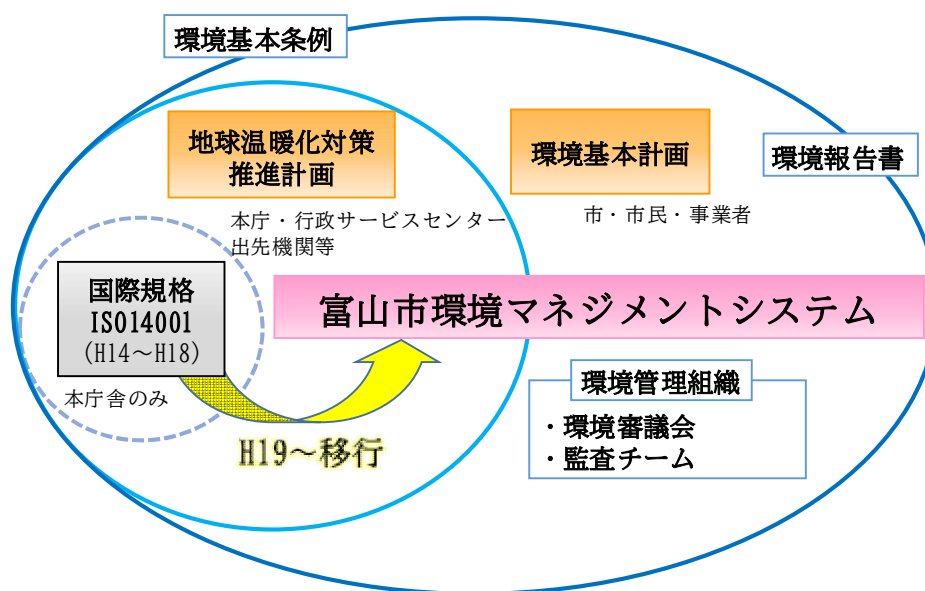 環境基本条例
地球温暖化対策
推進計画
環境基本計画
環境報告書
本庁・行政サービスセンター
出先機関等
市・市民・事業者
国際規格
ISO14001
(H14～H18)
本庁舎のみ
富山市環境マネジメントシステム
H19～移行
環境管理組織
・環境審議会
・監査チーム